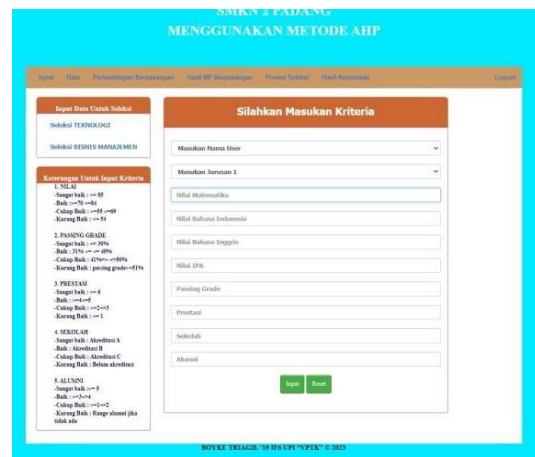 SMKN 2 PADANG
MENGGUNAKAN METODE AHP
Input Data Perbandingan Berpasangan Hasil MP Berpasangan Proses Seleksi Hasil Keputusan Logout
Input Data Untuk Seleksi
Seleksi TEKNOLOGI
Seleksi BISNIS MANAJEMEN
Keterangan Untuk Input Kriteria
1. NILAI
-Sangat baik : >= 85
-Baik : >=70 <=84
-Cukup Baik : >=55 <=69
-Kurang Baik : <= 54
2. PASSING GRADE
-Sangat baik : <= 30%
-Baik : 31% >= <= 40%
-Cukup Baik : 41%>= <=50%
-Kurang Baik : passing grade>=51%
3. PRESTASI
-Sangat baik : >= 6
-Baik : >=4<=5
-Cukup Baik : >=2<=3
-Kurang Baik : <= 1
4. SEKOLAH
-Sangat baik : Akreditasi A
-Baik : Akreditasi B
-Cukup Baik : Akreditasi C
-Kurang Baik : Belum akreditasi
5. ALUMNI
-Sangat baik : >= 5
-Baik : >=3<=4
-Cukup Baik : >=1<=2
-Kurang Baik : Range alumni jika
tidak ada
Silahkan Masukan Kriteria
Masukan Nama User
Masukan Jurusan 1
Nilai Matematika
Nilai Bahasa Indonesia
Nilai Bahasa Inggris
Nilai IPA
Passing Grade
Prestasi
Sekolah
Alumni
Input Reset
BOYKE TRIAGIL '19 IF6 UPI "YPTK" © 2023